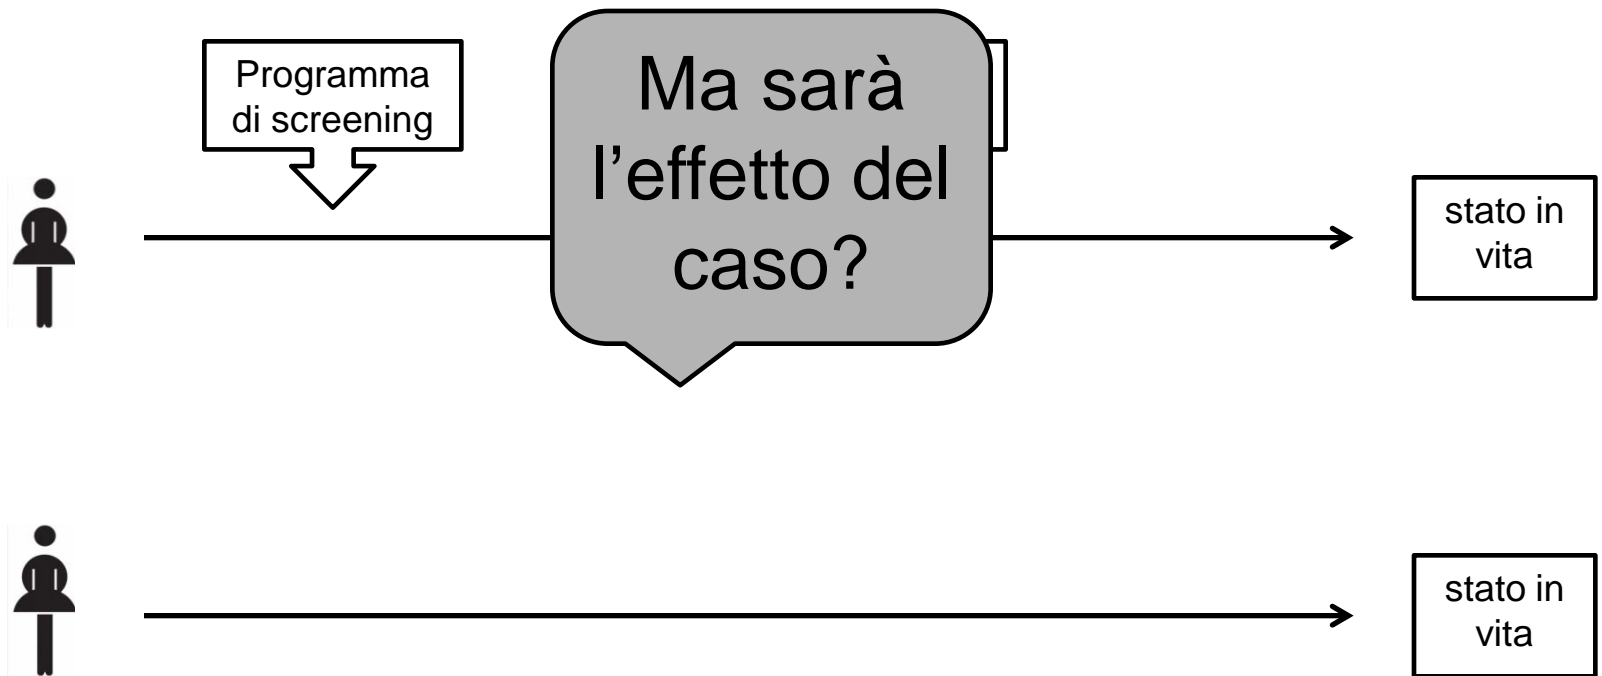 Programma
di screening
Ma sarà
l’effetto del
caso?
stato in
vita
stato in
vita